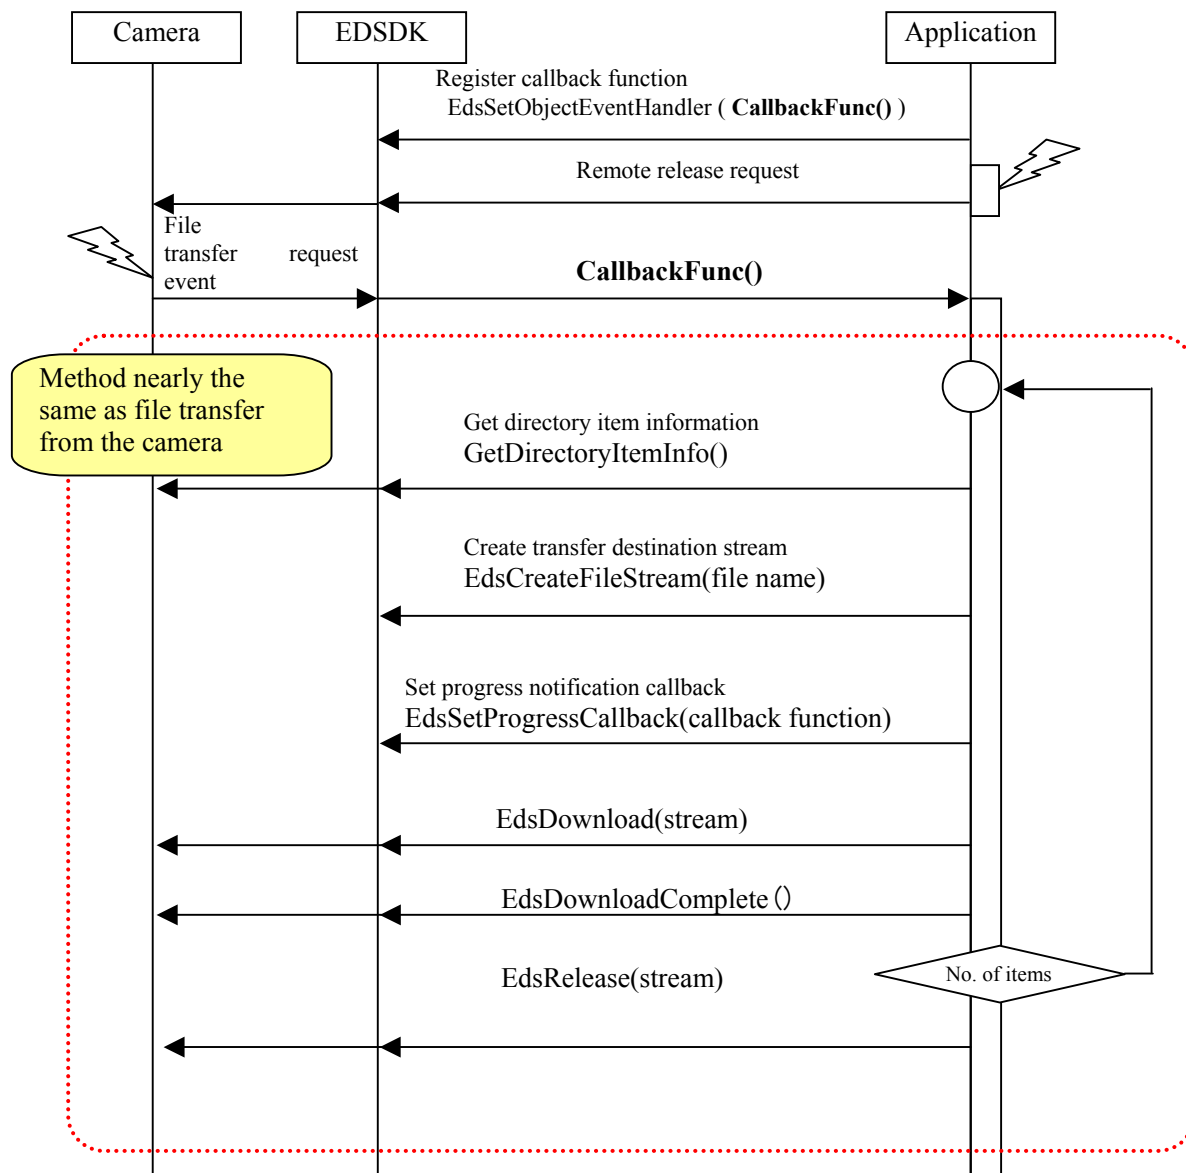 Camera
EDSDK
Application
Register callback function
EdsSetObjectEventHandler ( CallbackFunc() )
Remote release request
File
transfer request
event
CallbackFunc()
Method nearly the
same as file transfer
from the camera
Get directory item information
GetDirectoryItemInfo()
Create transfer destination stream
EdsCreateFileStream(file name)
Set progress notification callback
EdsSetProgressCallback(callback function)
EdsDownload(stream)
EdsDownloadComplete()
No. of items
EdsRelease(stream)